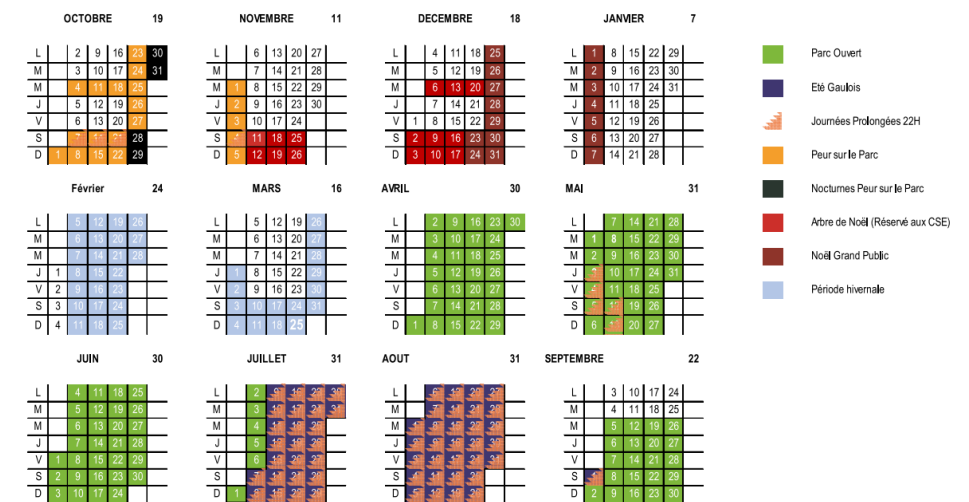 OCTOBRE 19 NOVEMBRE 11 DECEMBRE 18 JANVIER 7
L 2 9 16 23 30 L 6 13 20 27 L 4 11 18 25 L 1 8 15 22 29 Parc Ouvert
M 3 10 17 24 31 M 7 14 21 28 M 5 12 19 26 M 2 9 16 23 30
M 4 11 18 25 M 1 8 15 22 29 M 6 13 20 27 M 3 10 17 24 31 Eté Gaulois
J 5 12 19 26 J 2 9 16 23 30 J 7 14 21 28 J 4 11 18 25
V 6 13 20 27 V 3 10 17 24 V 1 8 15 22 29 V 5 12 19 26 Journées Prolongées 22H
S 28 S 11 18 25 S 2 9 16 23 30 S 6 13 20 27
D 1 8 15 22 29 D 5 12 19 26 D 3 10 17 24 31 D 7 14 21 28 Peur sur le Parc
Février 24 MARS 16 AVRIL 30 MAI 31 Nocturnes Peur sur le Parc
L 5 12 19 26 L 5 12 19 26 L 2 9 16 23 30 L 7 14 21 28 Arbre de Noël (Réservé aux CSE)
M 6 13 20 27 M 6 13 20 27 M 3 10 17 24 M 1 8 15 22 29
M 7 14 21 28 M 7 14 21 28 M 4 11 18 25 M 2 9 16 23 30 Noël Grand Public
J 1 8 15 22 J 1 8 15 22 29 J 5 12 19 26 J 10 17 24 31
V 2 9 16 23 V 2 9 16 23 30 V 6 13 20 27 V 11 18 25 Période hivernale
S 3 10 17 24 S 3 10 17 24 31 S 7 14 21 28 S 19 26
D 4 11 18 25 D 4 11 18 25 D 1 8 15 22 29 D 6 20 27
JUIN 30 JUILLET 31 AOUT 31 SEPTEMBRE 22
L 4 11 18 25 L 2 L L 3 10 17 24
M 5 12 19 26 M 3 M M 4 11 18 25
M 6 13 20 27 M 4 M M 5 12 19 26
J 7 14 21 28 J 5 J J 6 13 20 27
V 1 8 15 22 29 V 6 V V 7 14 21 28
S 2 9 16 23 30 S S S 8 15 22 29
D 3 10 17 24 D 1 D D 2 9 16 23 30